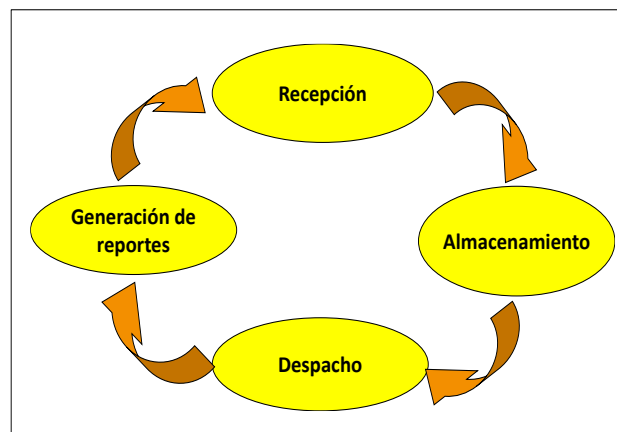 Recepción
Almacenamiento
Despacho
Generación de
reportes